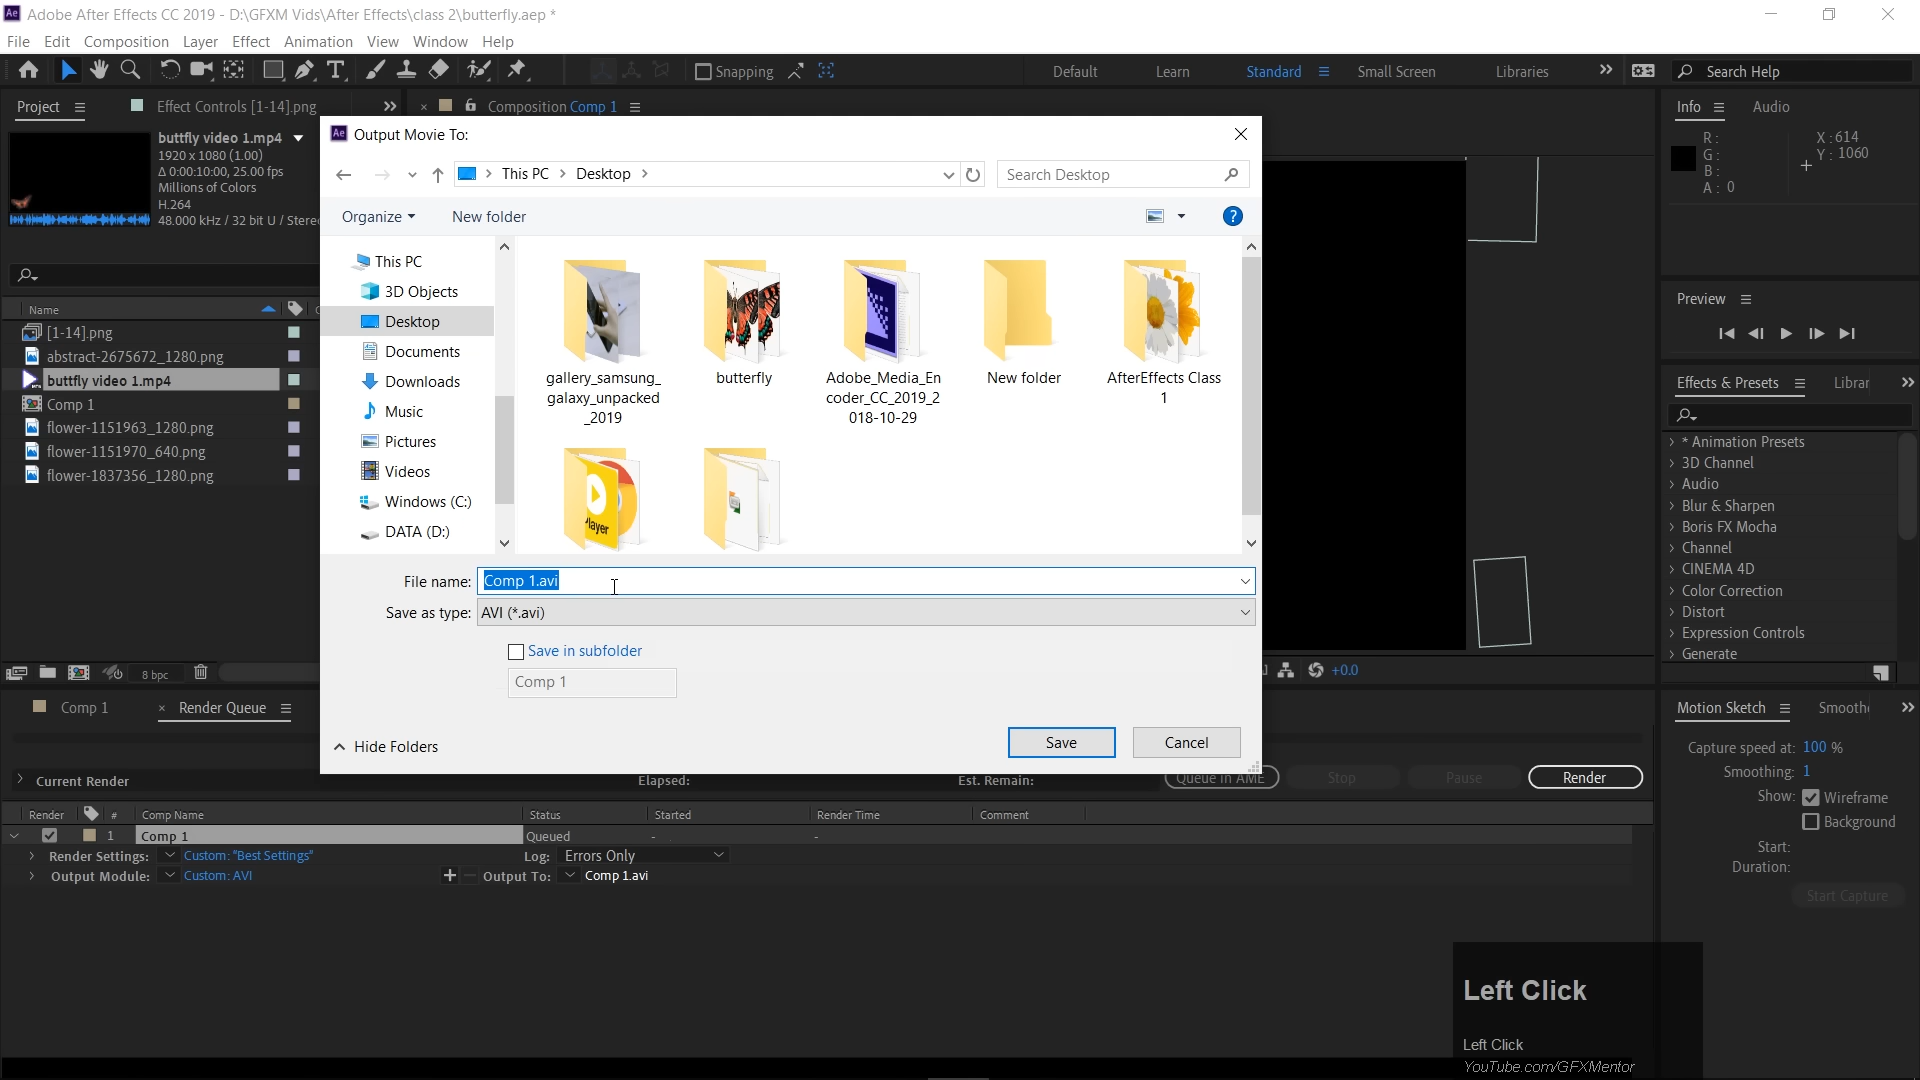 Adobe After Effects CC 2019 - D:\GFXM Vids\After Effects\class 2\butterfly.aep *
File Edit Composition Layer Effect Animation View Window Help
Snapping
Default Learn Standard Small Screen Libraries
Search Help
Project
Effect Controls [1-14].png
Composition Comp 1
Info
Audio
buttfly video 1.mp4
1920 x 1080 (1.00)
Δ 0:00:10:00, 25.00 fps
Millions of Colors
H.264
48.000 kHz / 32 bit U / Stere
R:
G:
B:
A: 0
X: 614
Y: 1060
Output Movie To:
This PC > Desktop >
Search Desktop
Organize
New folder
Name
[1-14].png
abstract-2675672_1280.png
buttfly video 1.mp4
Comp 1
flower-1151963_1280.png
flower-1151970_640.png
flower-1837356_1280.png
8 bpc
This PC
3D Objects
Desktop
Documents
Downloads
Music
Pictures
Videos
Windows (C:)
DATA (D:)
gallery_samsung_
galaxy_unpacked
_2019
butterfly
Adobe_Media_En
coder_CC_2019_2
018-10-29
New folder
AfterEffects Class
1
layer
File name: Comp 1.avi
Save as type: AVI (*.avi)
Save in subfolder
Comp 1
Hide Folders
Save
Cancel
+0.0
Preview
Effects & Presets
Librar
* Animation Presets
3D Channel
Audio
Blur & Sharpen
Boris FX Mocha
Channel
CINEMA 4D
Color Correction
Distort
Expression Controls
Generate
Motion Sketch
Smooth
Capture speed at: 100 %
Smoothing: 1
Show: Wireframe
Background
Start:
Duration:
Start Capture
Comp 1
Render Queue
Current Render
Elapsed:
Est. Remain:
Queue in AME
Stop
Pause
Render
Render # Comp Name Status Started Render Time Comment
1 Comp 1 Queued - -
Render Settings: Custom: "Best Settings" Log: Errors Only
Output Module: Custom: AVI Output To: Comp 1.avi
Left Click
Left Click
YouTube.com/GFXMentor